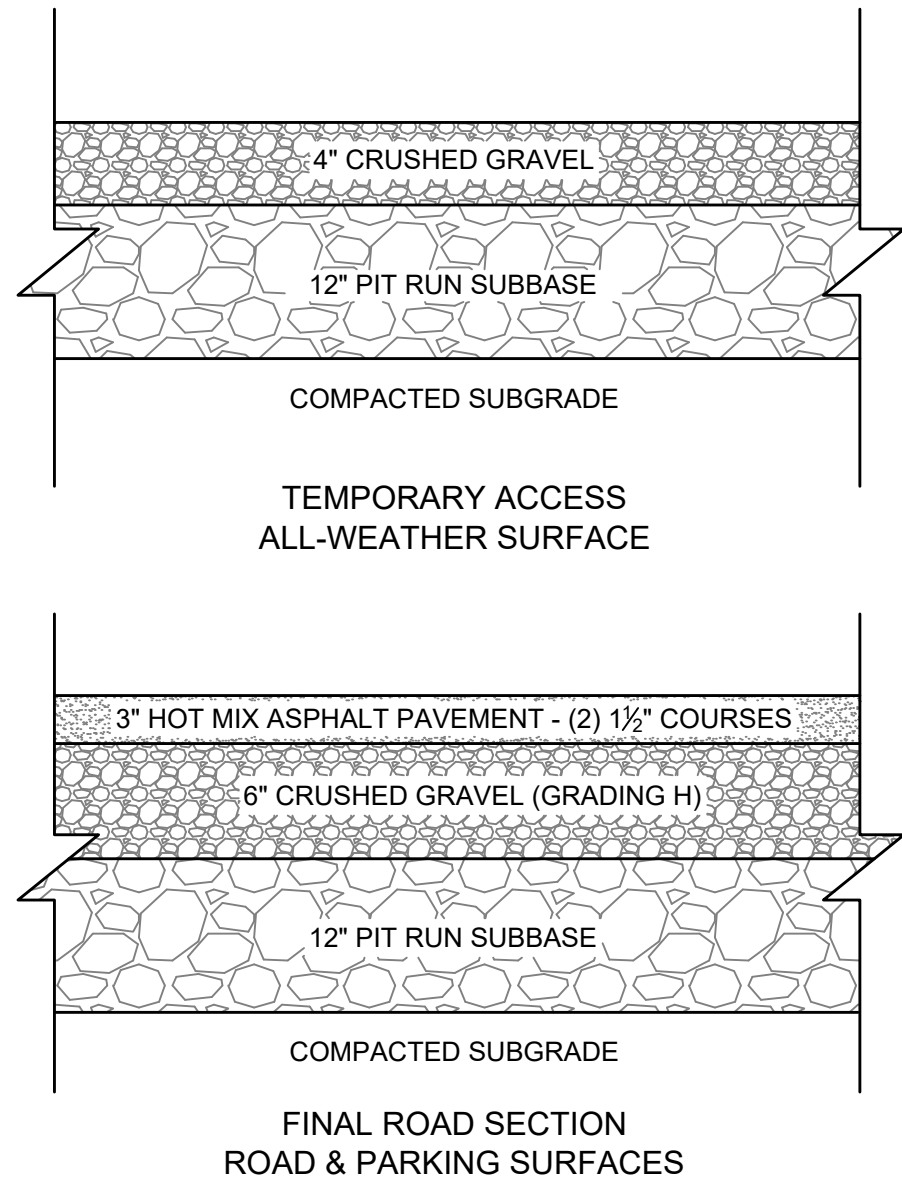 4" CRUSHED GRAVEL
12" PIT RUN SUBBASE
COMPACTED SUBGRADE
TEMPORARY ACCESS
ALL-WEATHER SURFACE
3" HOT MIX ASPHALT PAVEMENT - (2) 1½" COURSES
6" CRUSHED GRAVEL (GRADING H)
12" PIT RUN SUBBASE
COMPACTED SUBGRADE
FINAL ROAD SECTION
ROAD & PARKING SURFACES